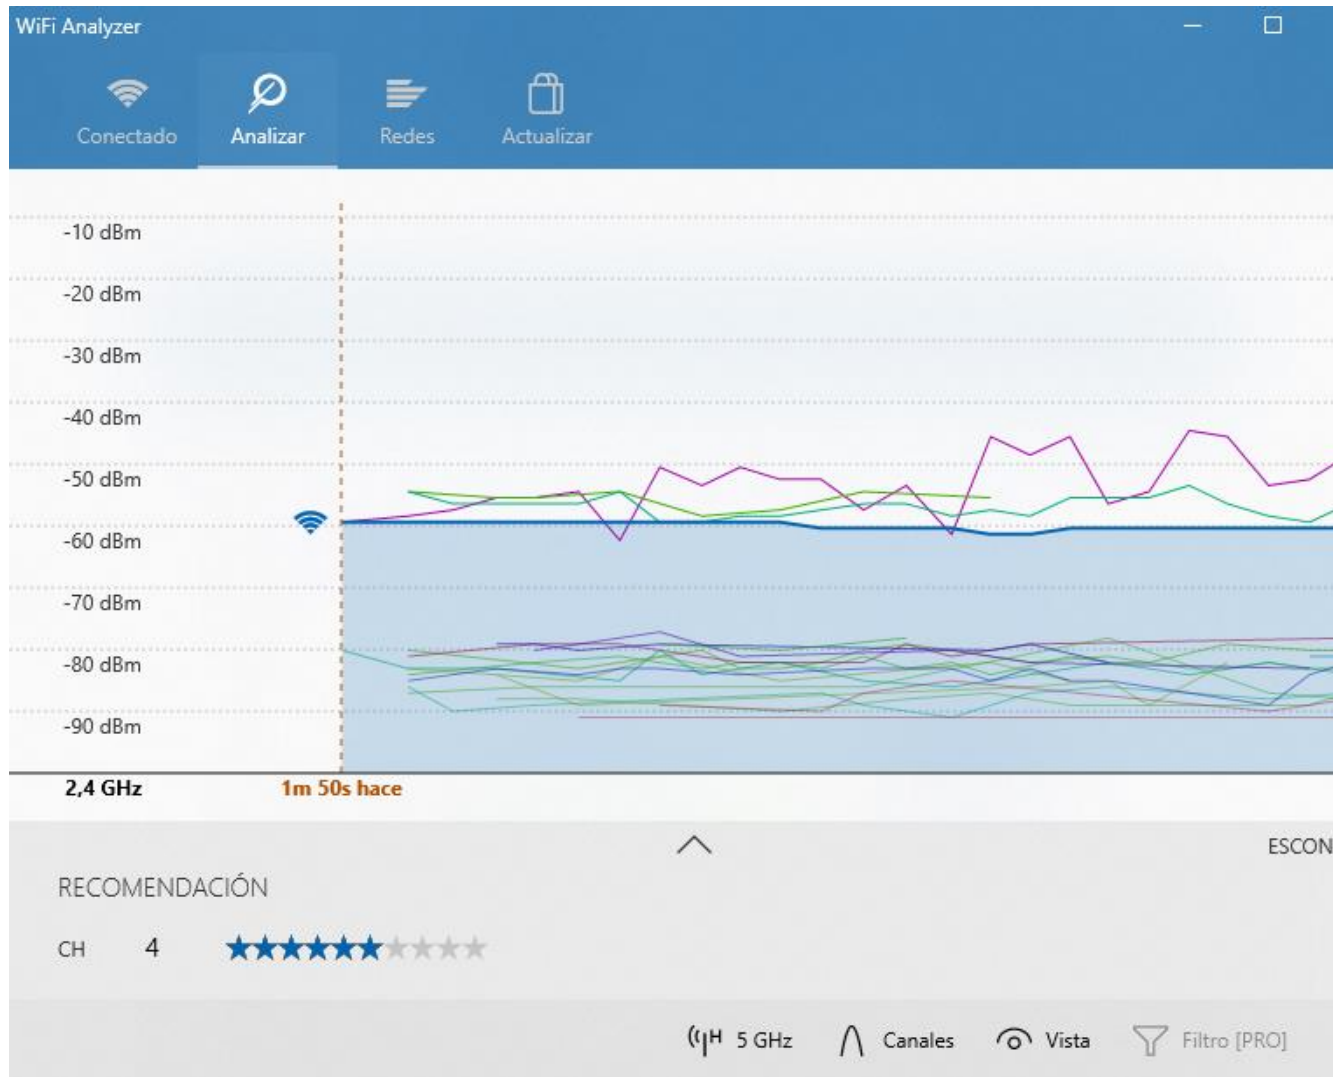 WiFi Analyzer
Conectado
Analizar
Redes
Actualizar
-10 dBm
-20 dBm
-30 dBm
-40 dBm
-50 dBm
-60 dBm
-70 dBm
-80 dBm
-90 dBm
2,4 GHz 1m 50s hace
ESCON
RECOMENDACIÓN
CH 4
5 GHz Canales Vista Filtro [PRO]